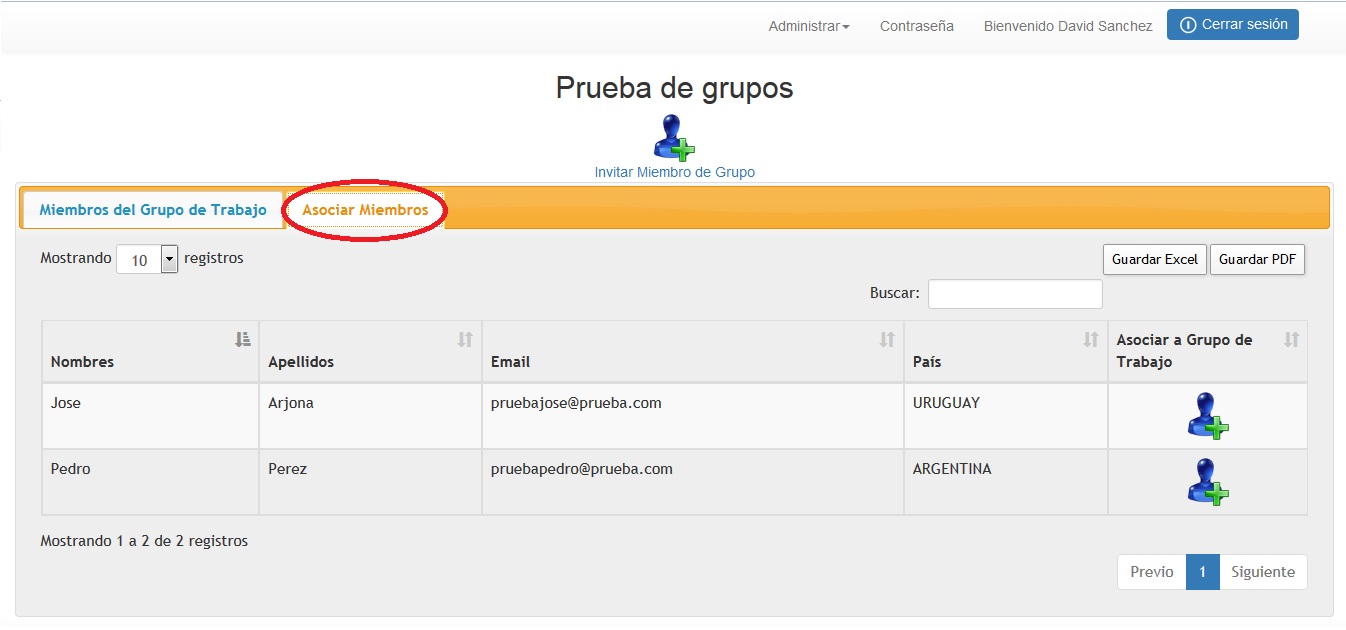 Administrar Contraseña Bienvenido David Sanchez Cerrar sesión
Prueba de grupos
Invitar Miembro de Grupo
Miembros del Grupo de Trabajo Asociar Miembros
Mostrando 10 registros Guardar Excel Guardar PDF
Buscar:
Nombres Apellidos Email País Asociar a Grupo de
Trabajo
Jose Arjona pruebajose@prueba.com URUGUAY
Pedro Perez pruebapedro@prueba.com ARGENTINA
Mostrando 1 a 2 de 2 registros
Previo 1 Siguiente